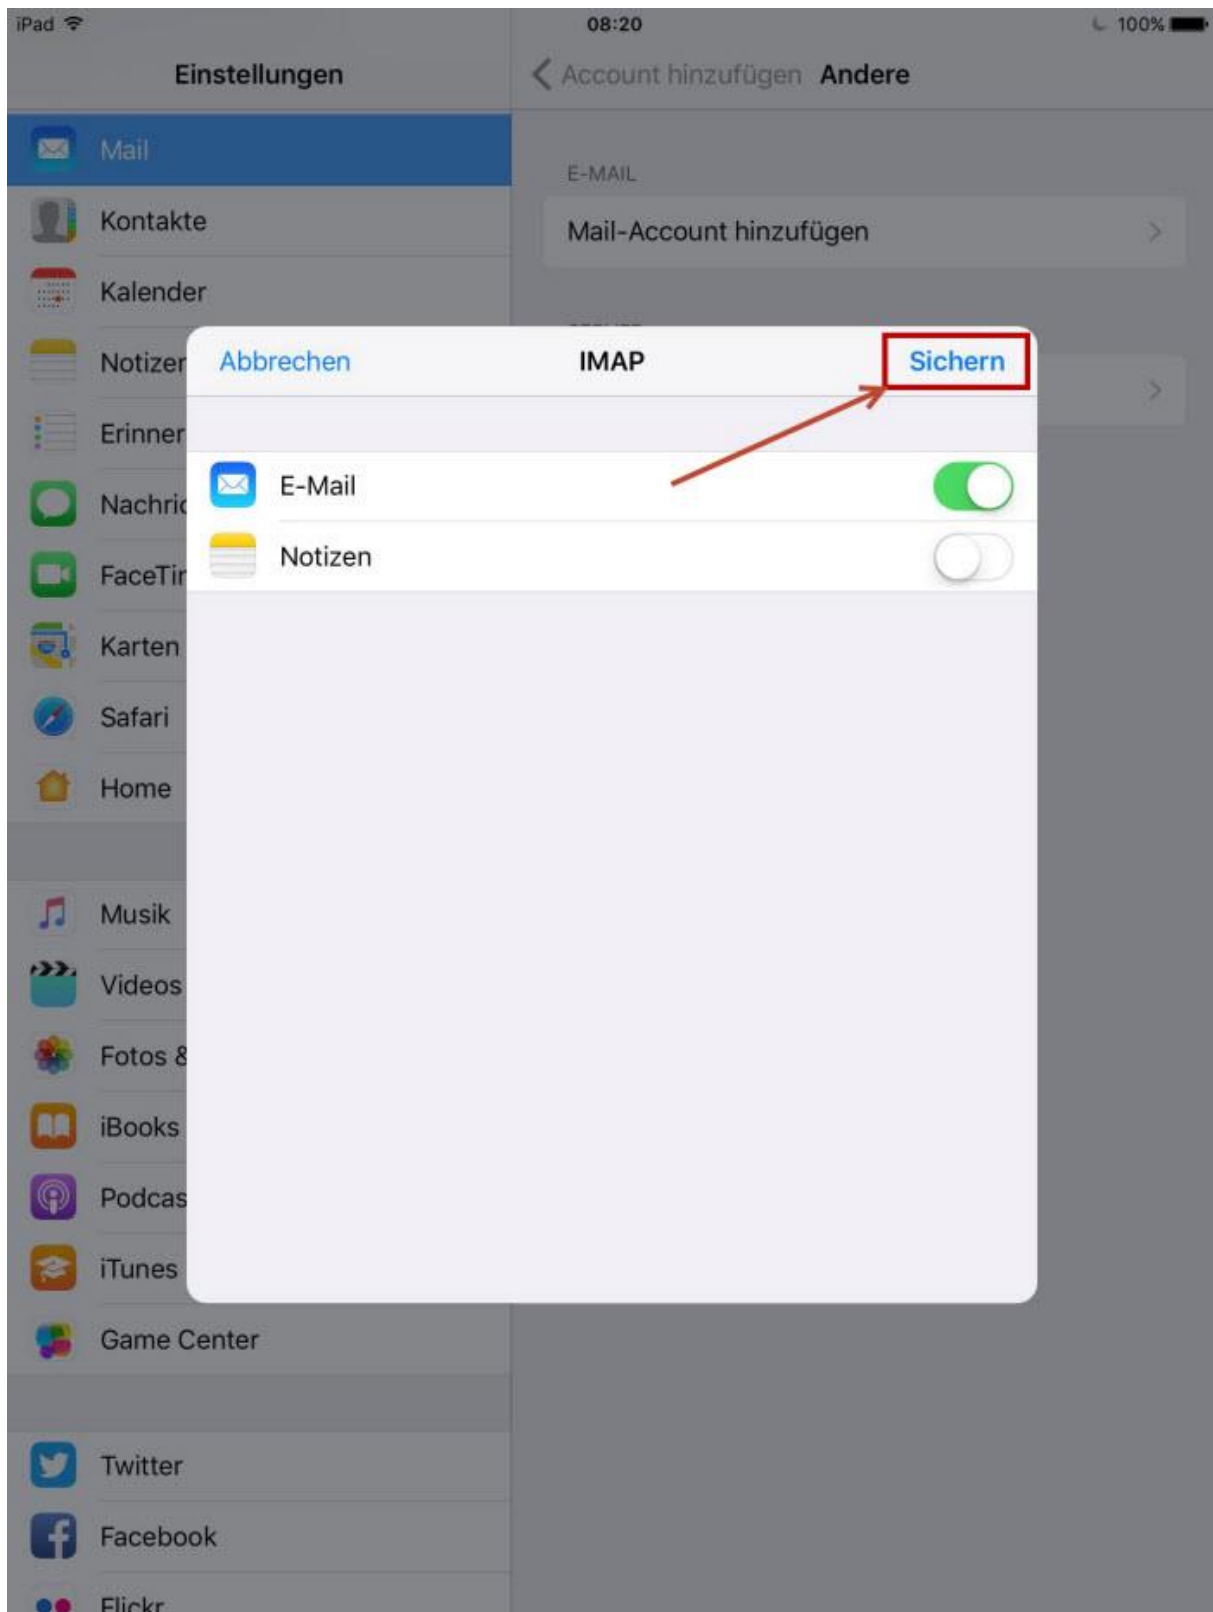 iPad 08:20 100%
Einstellungen
Account hinzufügen Andere
Mail
E-MAIL
Kontakte
Mail-Account hinzufügen
Kalender
Notizen
Abbrechen IMAP Sichern
Erinner
E-Mail
Nachric
Notizen
FaceTi
Karten
Safari
Home
Musik
Videos
Fotos &
iBooks
Podcas
iTunes
Game Center
Twitter
Facebook
Flickr